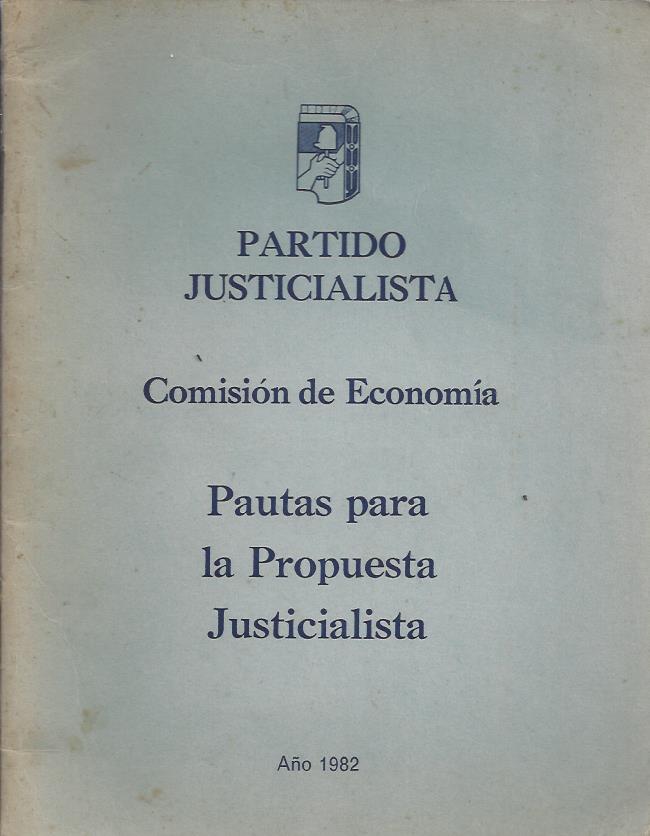 PARTIDO
JUSTICIALISTA
Comisión de Economía
Pautas para
la Propuesta
Justicialista
Año 1982